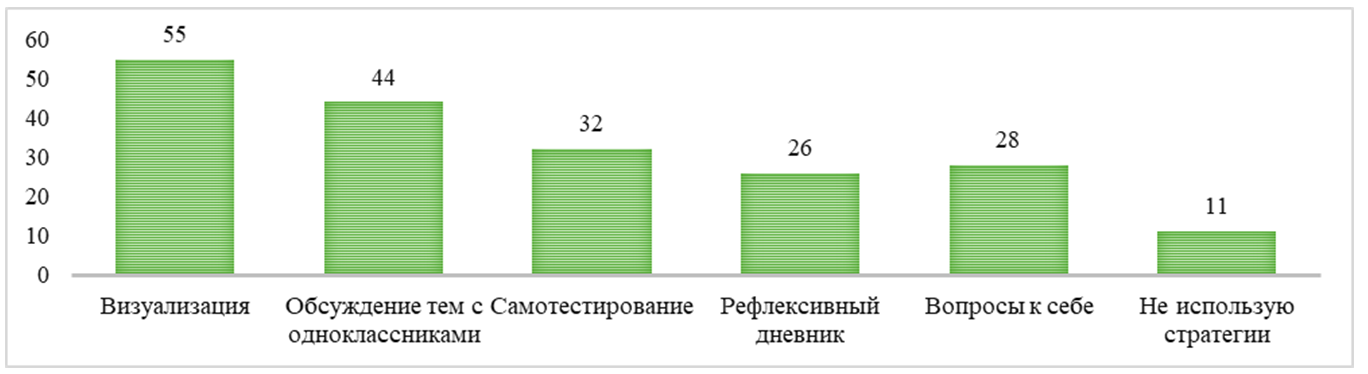 60
50
40
30
20
10
0
55
44
32
26
28
11
Визуализация
Обсуждение тем с
одноклассниками
Самотестирование
Рефлексивный
дневник
Вопросы к себе
Не использую
стратегии